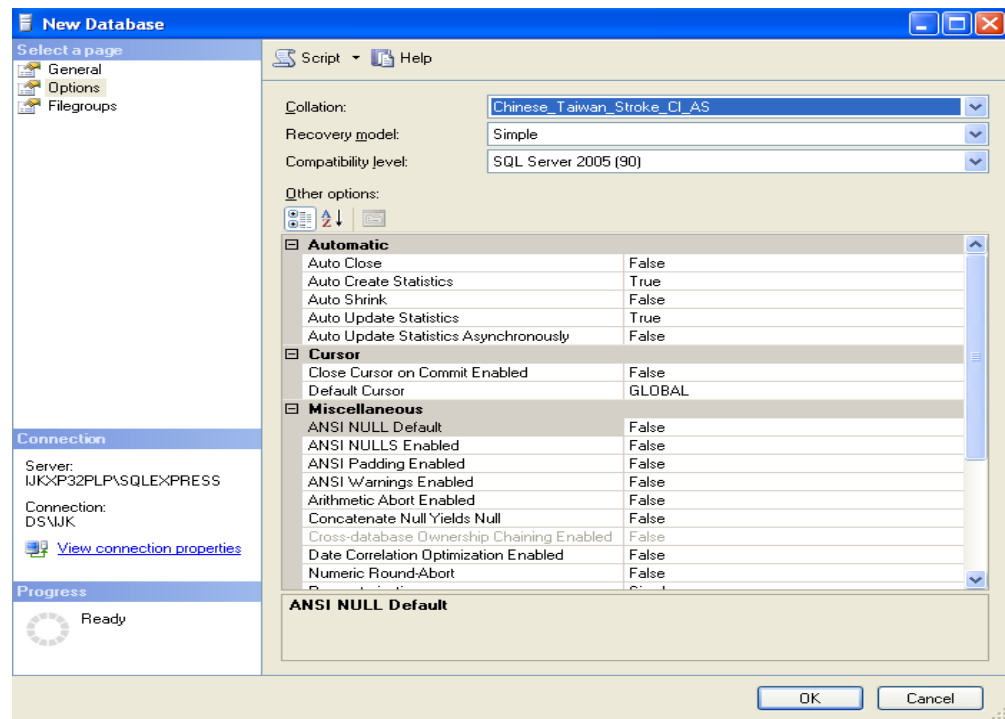 New Database
Select a page
General
Options
Filegroups
Script Help
Collation: Chinese_Taiwan_Stroke_CI_AS
Recovery model: Simple
Compatibility level: SQL Server 2005 (90)
Other options:
Automatic
Auto Close False
Auto Create Statistics True
Auto Shrink False
Auto Update Statistics True
Auto Update Statistics Asynchronously False
Cursor
Close Cursor on Commit Enabled False
Default Cursor GLOBAL
Miscellaneous
ANSI NULL Default False
ANSI NULLS Enabled False
ANSI Padding Enabled False
ANSI Warnings Enabled False
Arithmetic Abort Enabled False
Concatenate Null Yields Null False
Cross-database Ownership Chaining Enabled False
Date Correlation Optimization Enabled False
Numeric Round-Abort False
ANSI NULL Default
Connection
Server:
IJKXP32PLP\SQLEXPRESS
Connection:
DS\IJK
View connection properties
Progress
Ready
OK Cancel